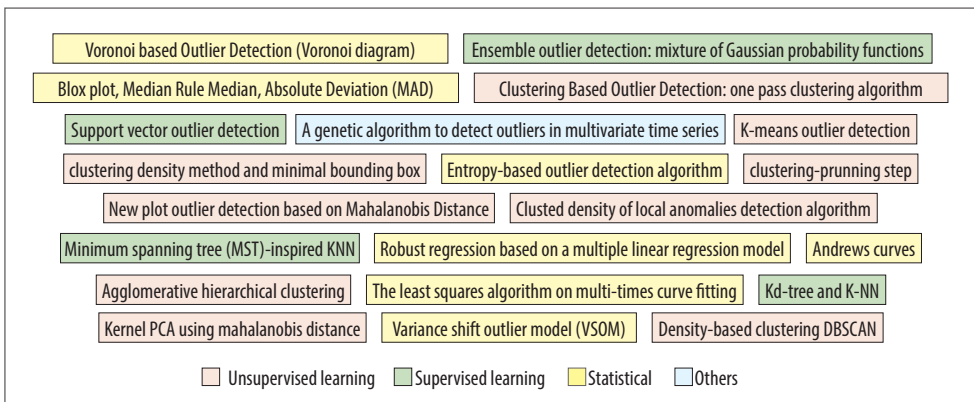 Voronoi based Outlier Detection (Voronoi diagram) Ensemble outlier detection: mixture of Gaussian probability functions
Blox plot, Median Rule Median, Absolute Deviation (MAD) Clustering Based Outlier Detection: one pass clustering algorithm
Support vector outlier detection A genetic algorithm to detect outliers in multivariate time series K-means outlier detection
clustering density method and minimal bounding box Entropy-based outlier detection algorithm clustering-prunning step
New plot outlier detection based on Mahalanobis Distance Clusted density of local anomalies detection algorithm
Minimum spanning tree (MST)-inspired KNN Robust regression based on a multiple linear regression model Andrews curves
Agglomerative hierarchical clustering The least squares algorithm on multi-times curve fitting Kd-tree and K-NN
Kernel PCA using mahalanobis distance Variance shift outlier model (VSOM) Density-based clustering DBSCAN
Unsupervised learning Supervised learning Statistical Others